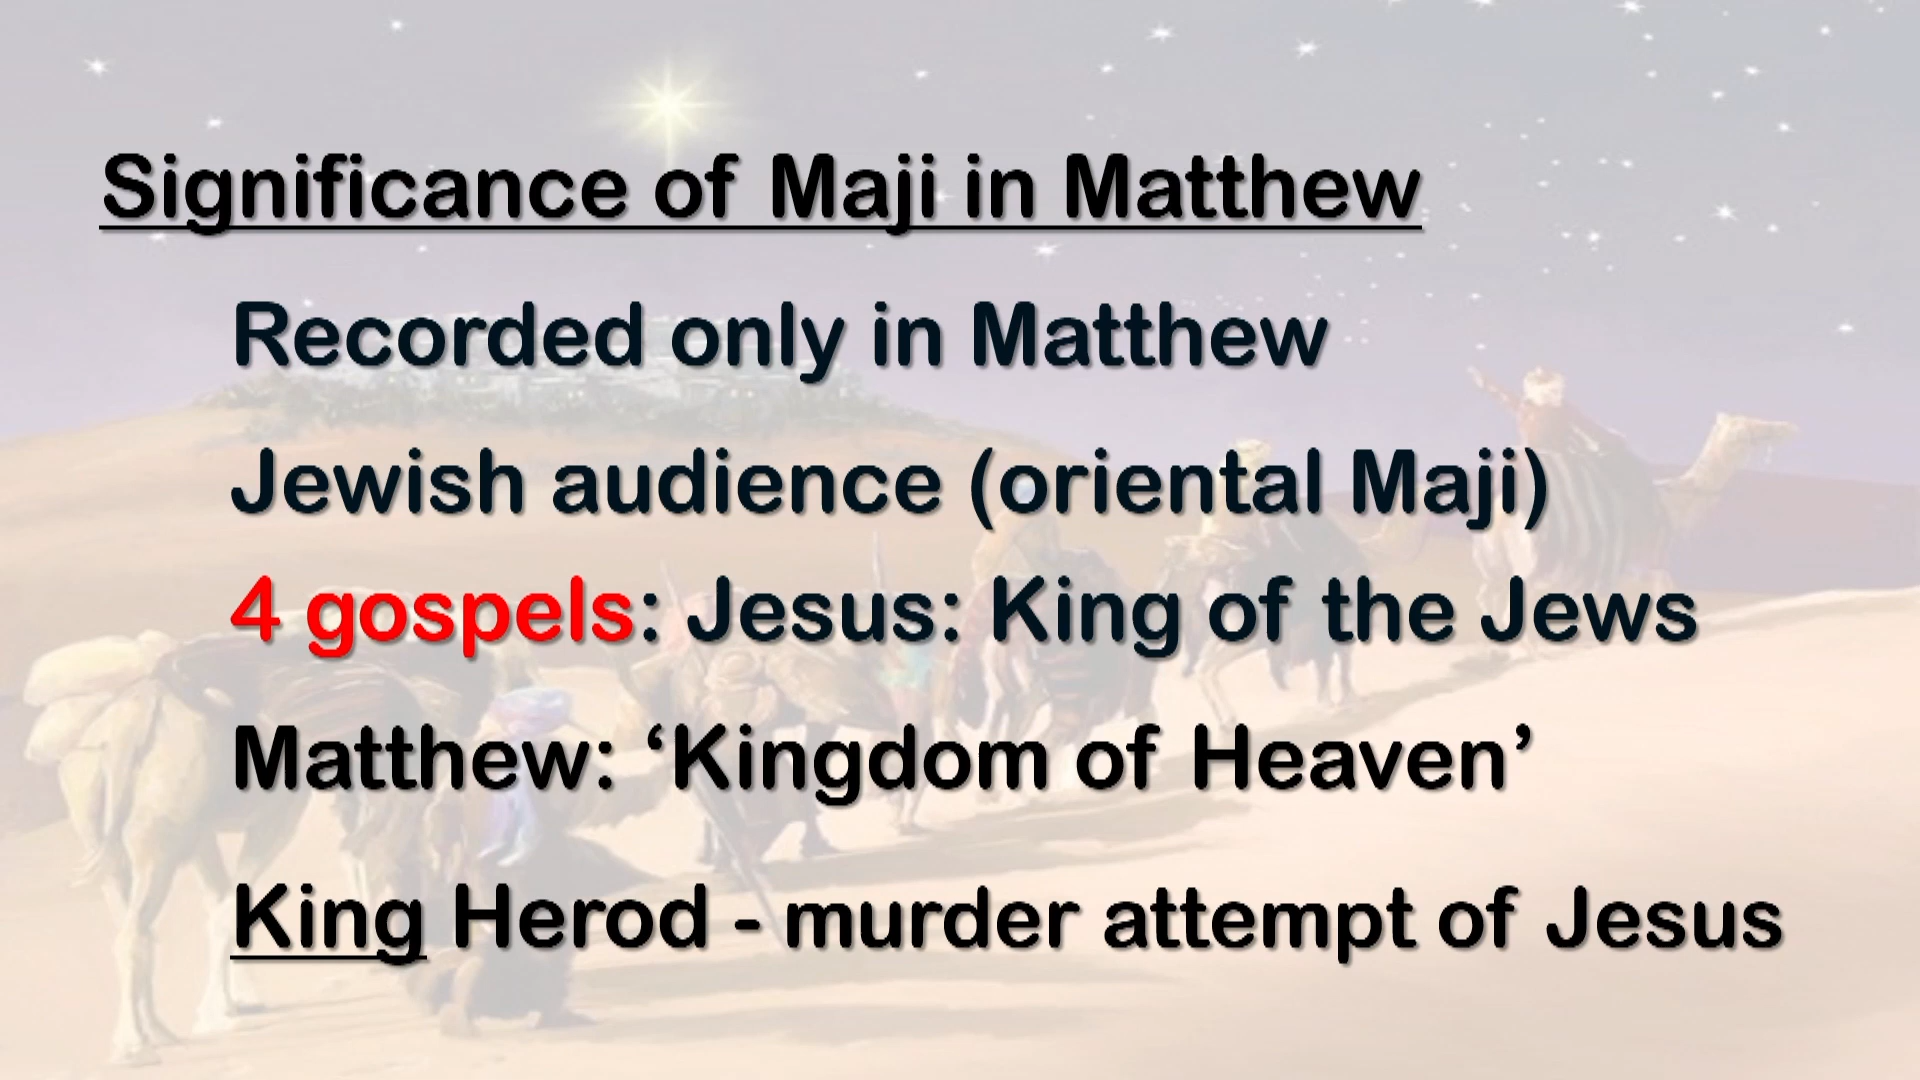 Significance of Maji in Matthew
Recorded only in Matthew
Jewish audience (oriental Maji)
4 gospels: Jesus: King of the Jews
Matthew: ‘Kingdom of Heaven’
King Herod - murder attempt of Jesus